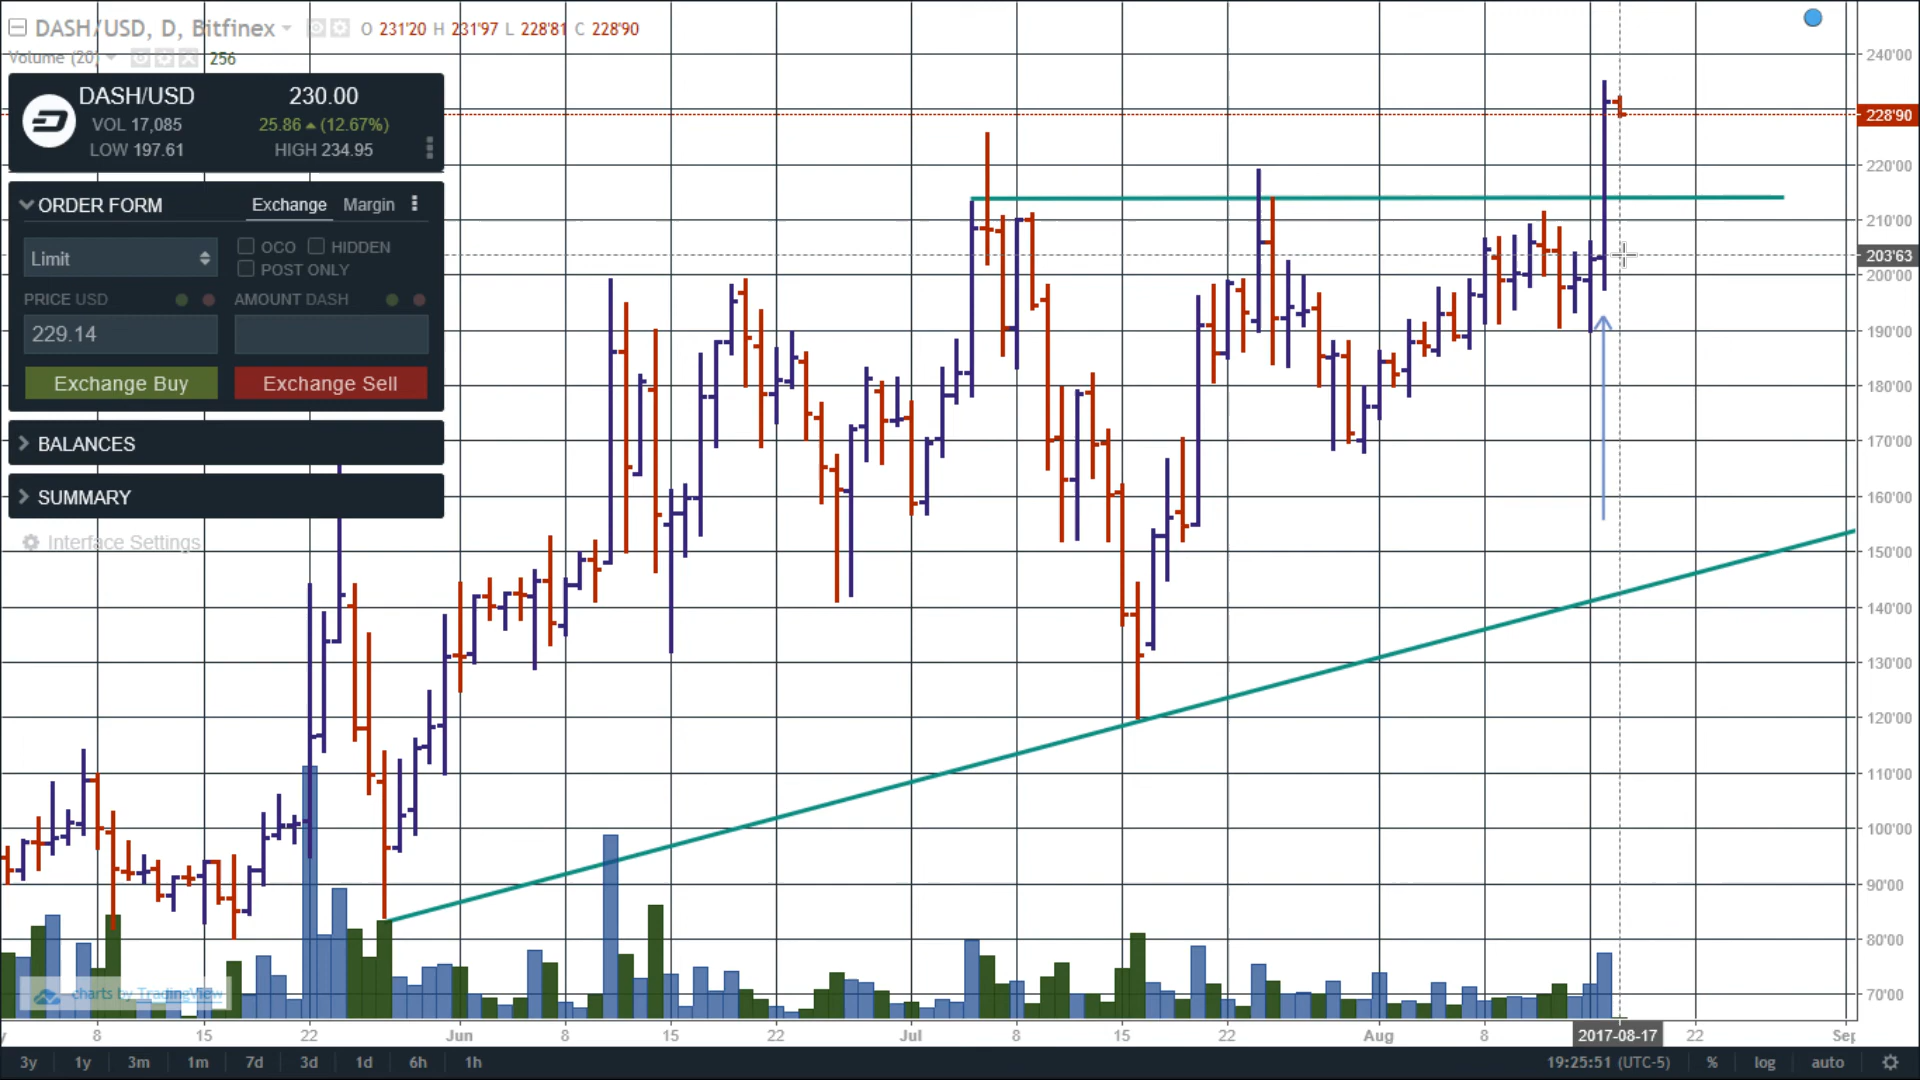 DASH/USD, D, Bitfinex O 231'20 H 231'97 L 228'81 C 228'90
Volume (20) 256
DASH/USD 230.00
VOL 17,085 25.86 (12.67%)
LOW 197.61 HIGH 234.95
ORDER FORM Exchange Margin
Limit OCO HIDDEN
POST ONLY
PRICE USD AMOUNT DASH
229.14
Exchange Buy Exchange Sell
BALANCES
SUMMARY
Interface Settings
charts by TradingView
240'00
228'90
220'00
210'00
203'63
200'00
190'00
180'00
170'00
160'00
150'00
140'00
130'00
120'00
110'00
100'00
90'00
80'00
70'00
8 15 22 Jun 8 15 22 Jul 8 15 22 Aug 8 2017-08-17 22 Sep
3y 1y 3m 1m 7d 3d 1d 6h 1h 19:25:51 (UTC-5) % log auto